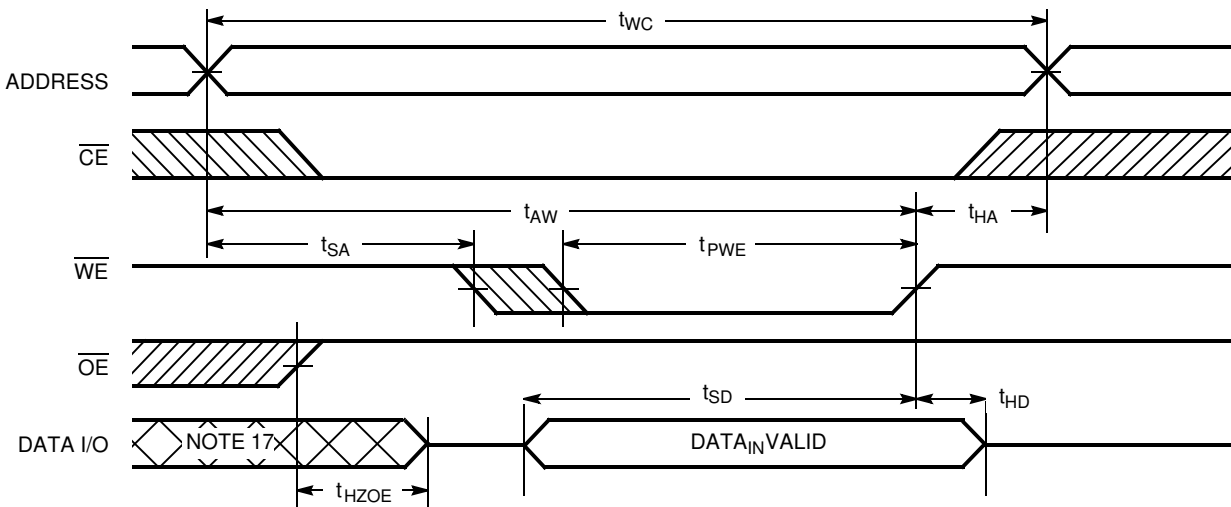 tWC
ADDRESS
CE
tAW
tHA
tSA
tPWE
WE
OE
tSD
tHD
DATA I/O
NOTE 17
DATAINVALID
tHZOE